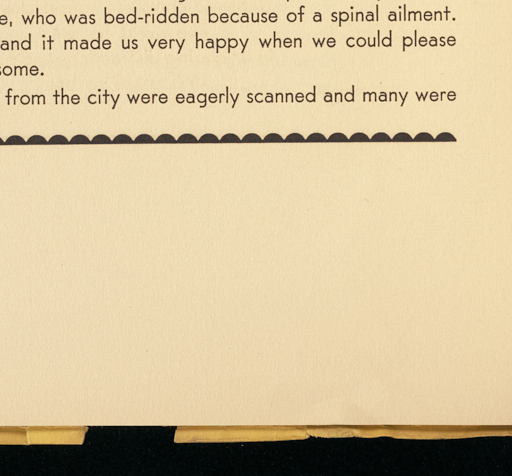 e, who was bed-ridden because of a spinal ailment.
and it made us very happy when we could please
some.
from the city were eagerly scanned and many were